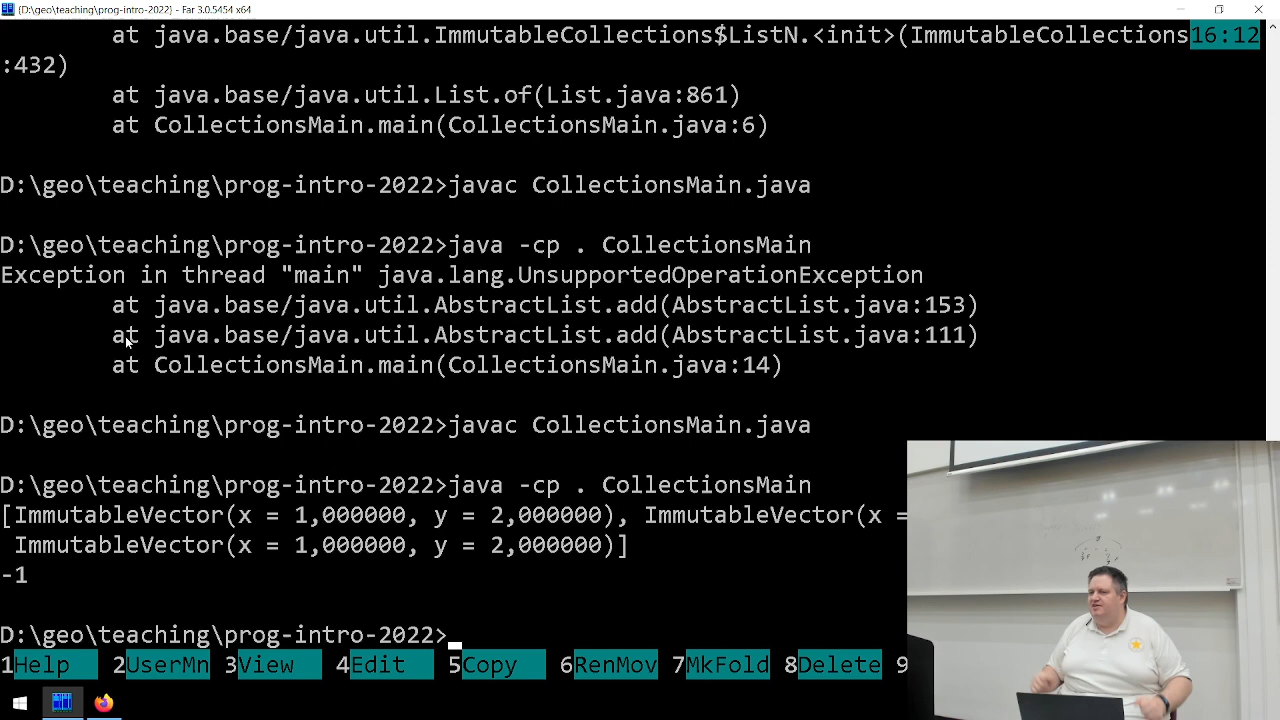 {D:\geo\teaching\prog-intro-2022} - Far 3.0.5454 x64
at java.base/java.util.ImmutableCollections$ListN.<init>(ImmutableCollections
16:12
:432)
at java.base/java.util.List.of(List.java:861)
at CollectionsMain.main(CollectionsMain.java:6)
D:\geo\teaching\prog-intro-2022>javac CollectionsMain.java
D:\geo\teaching\prog-intro-2022>java -cp . CollectionsMain
Exception in thread "main" java.lang.UnsupportedOperationException
at java.base/java.util.AbstractList.add(AbstractList.java:153)
at java.base/java.util.AbstractList.add(AbstractList.java:111)
at CollectionsMain.main(CollectionsMain.java:14)
D:\geo\teaching\prog-intro-2022>javac CollectionsMain.java
D:\geo\teaching\prog-intro-2022>java -cp . CollectionsMain
[ImmutableVector(x = 1,000000, y = 2,000000), ImmutableVector(x =
ImmutableVector(x = 1,000000, y = 2,000000)]
-1
D:\geo\teaching\prog-intro-2022>
1Help 2UserMn 3View 4Edit 5Copy 6RenMov 7MkFold 8Delete 9